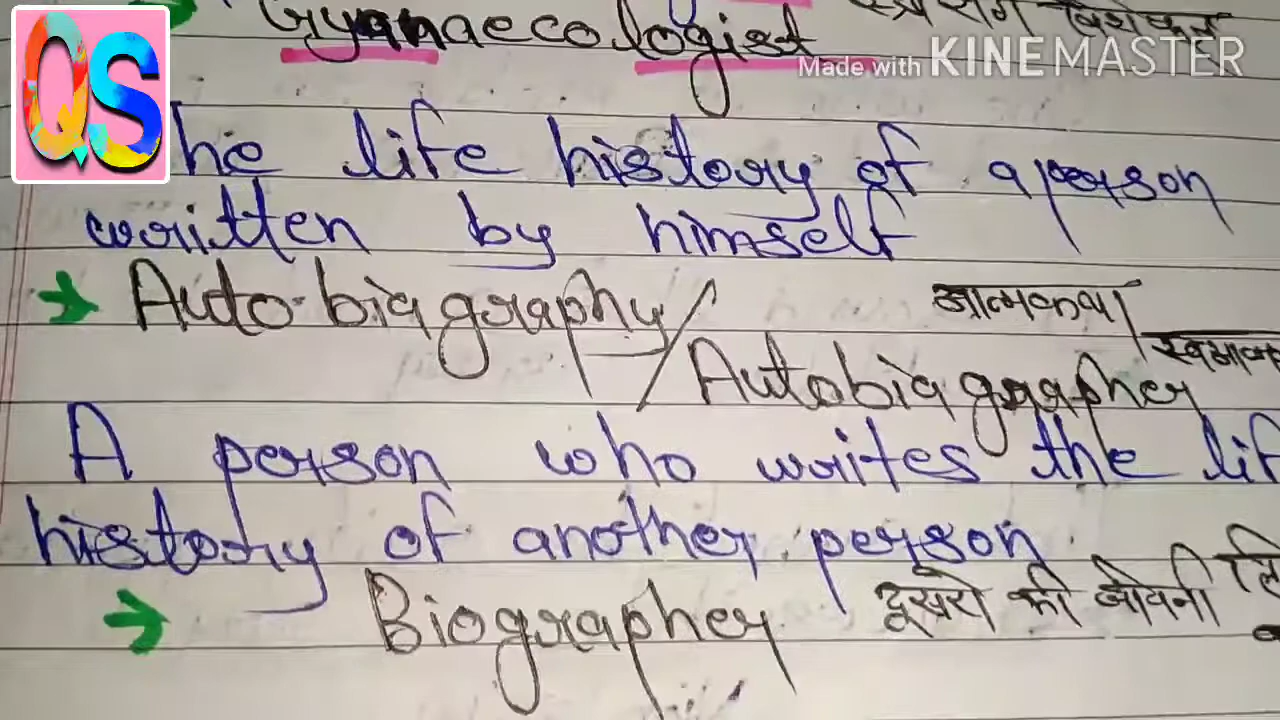 Gynaecologist स्त्री रोग विशेषज्ञ
Made with KINEMASTER
QS
he life history of a person
written by himself
→ Autobiography / आत्मकथा
Autobiographer
A person who writes the lif
history of another person
→ Biographer दूसरो की जीवनी लि